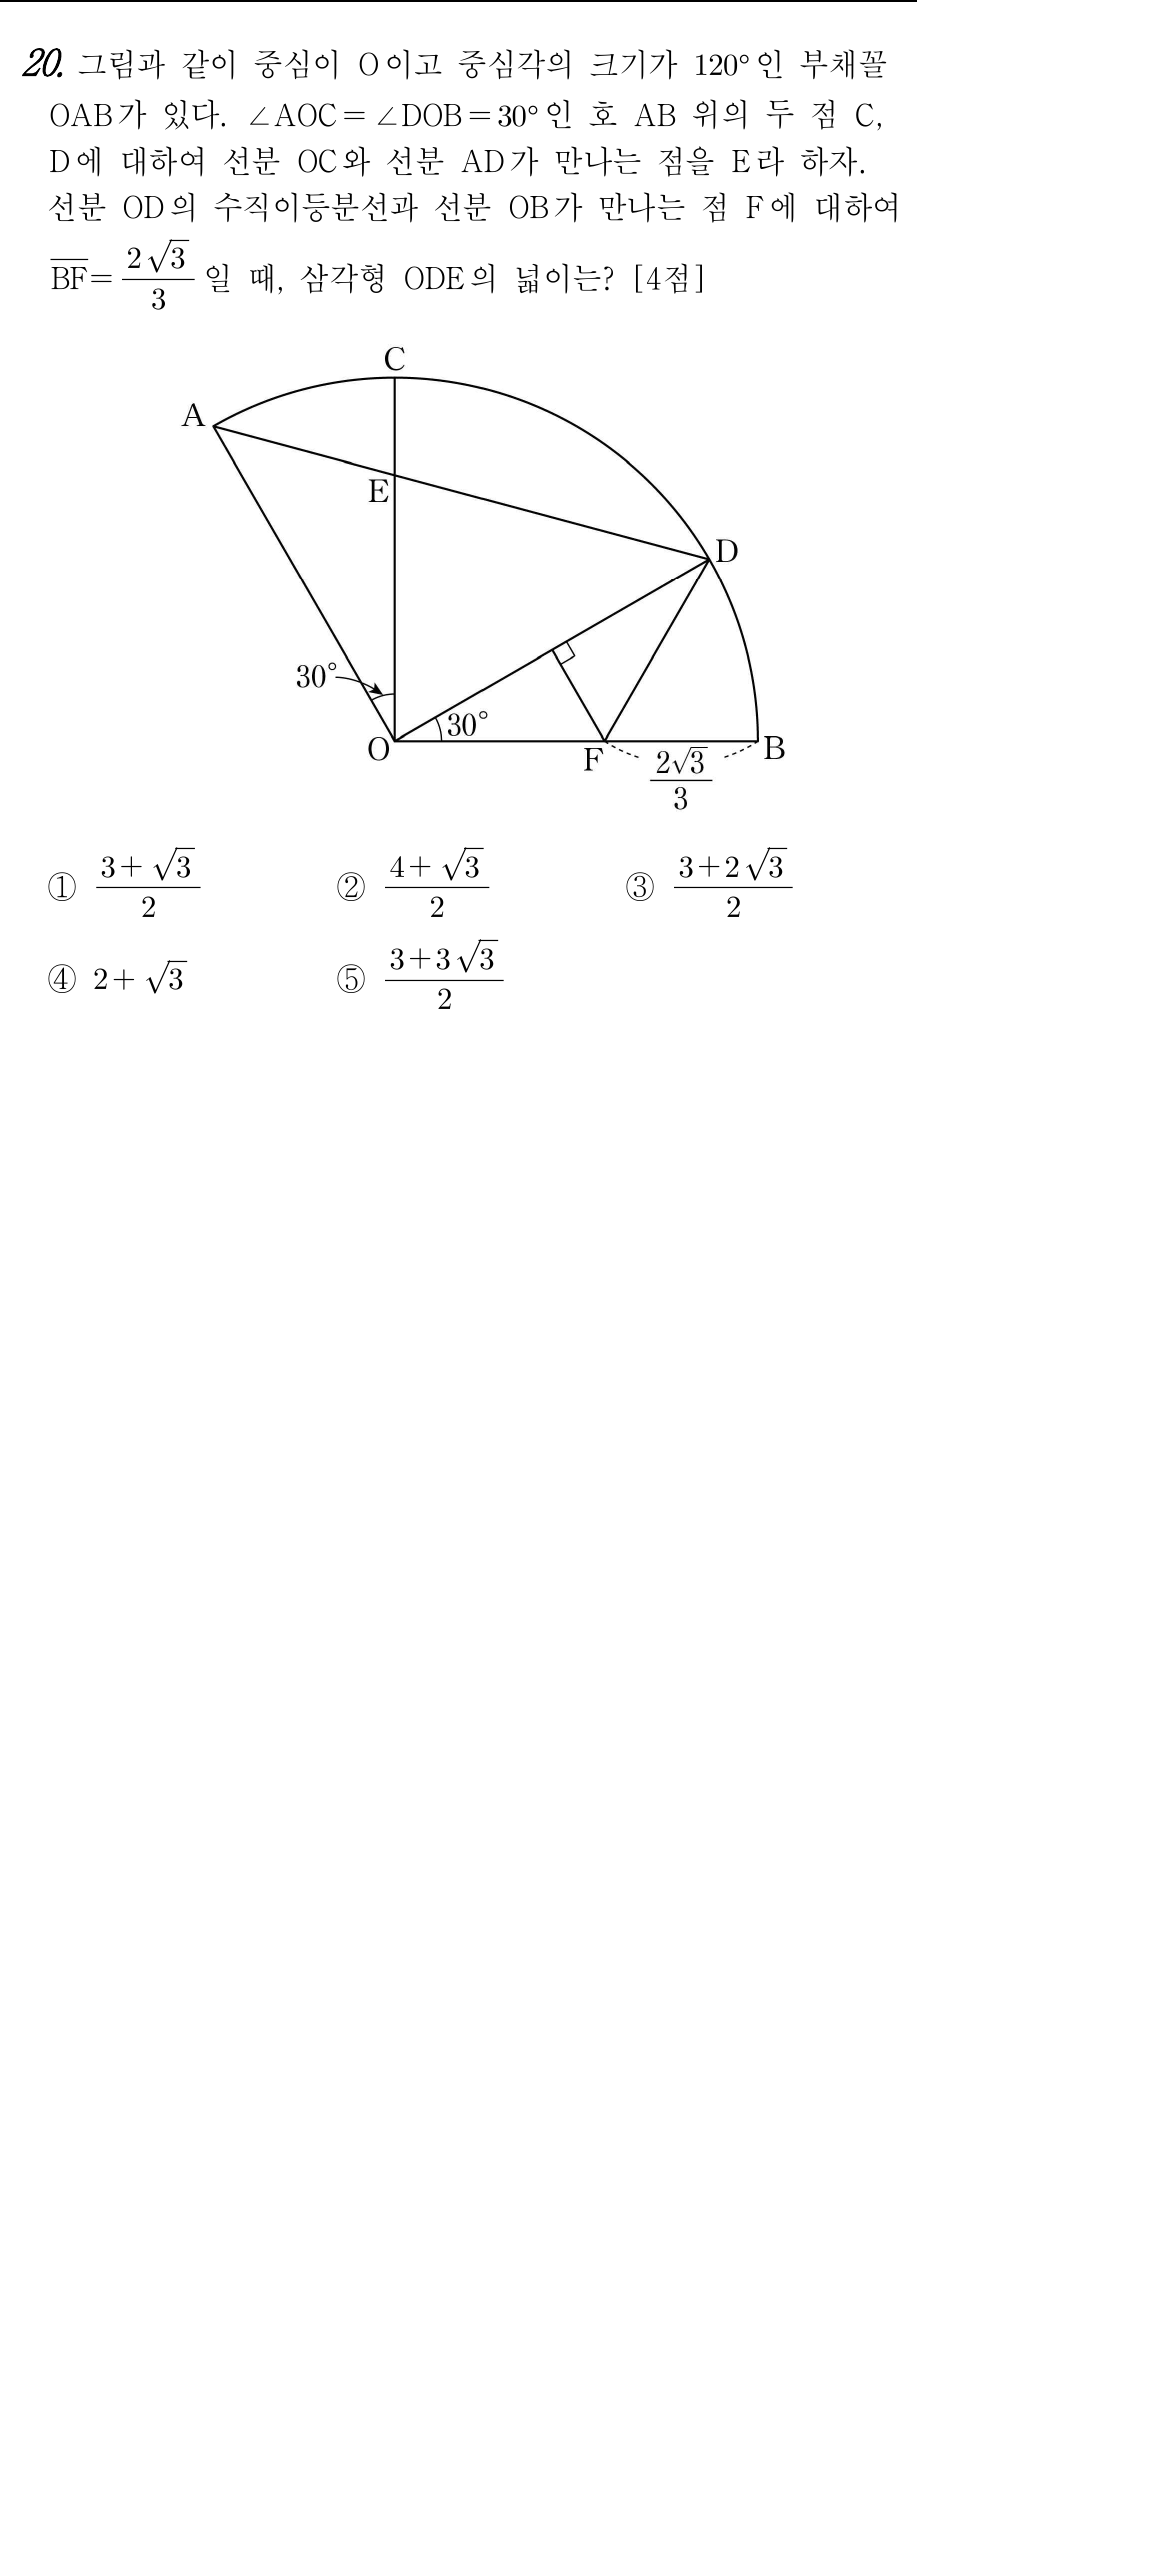 20. 그림과 같이 중심이 O이고 중심각의 크기가 120°인 부채꼴
OAB가 있다. ∠AOC=∠DOB=30°인 호 AB 위의 두 점 C,
D에 대하여 선분 OC와 선분 AD가 만나는 점을 E라 하자.
선분 OD의 수직이등분선과 선분 OB가 만나는 점 F에 대하여
B̅F̅=2√3/3 일 때, 삼각형 ODE의 넓이는? [4점]
C
A
E
D
30°
30°
O
F
B
2√3/3
① (3+√3)/2 ② (4+√3)/2 ③ (3+2√3)/2
④ 2+√3 ⑤ (3+3√3)/2